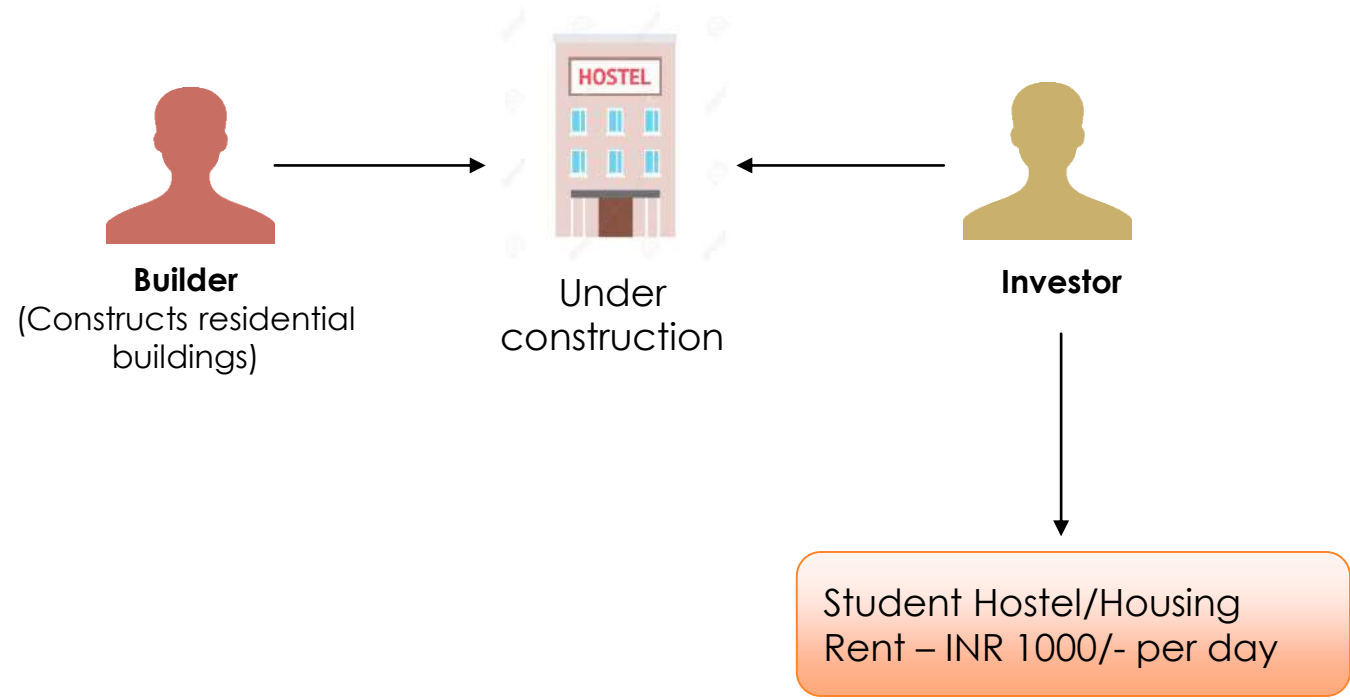 HOSTEL
Builder
(Constructs residential
buildings)
Under
construction
Investor
Student Hostel/Housing
Rent – INR 1000/- per day